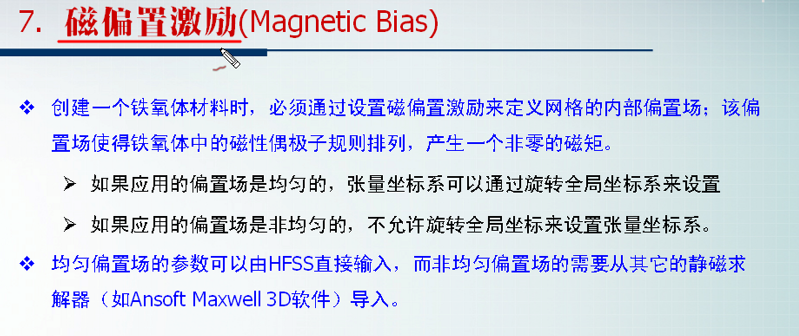 7. 磁偏置激励(Magnetic Bias)
创建一个铁氧体材料时，必须通过设置磁偏置激励来定义网格的内部偏置场；该偏
置场使得铁氧体中的磁性偶极子规则排列，产生一个非零的磁矩。
如果应用的偏置场是均匀的，张量坐标系可以通过旋转全局坐标系来设置
如果应用的偏置场是非均匀的，不允许旋转全局坐标来设置张量坐标系。
均匀偏置场的参数可以由HFSS直接输入，而非均匀偏置场的需要从其它的静磁求
解器（如Ansoft Maxwell 3D软件）导入。